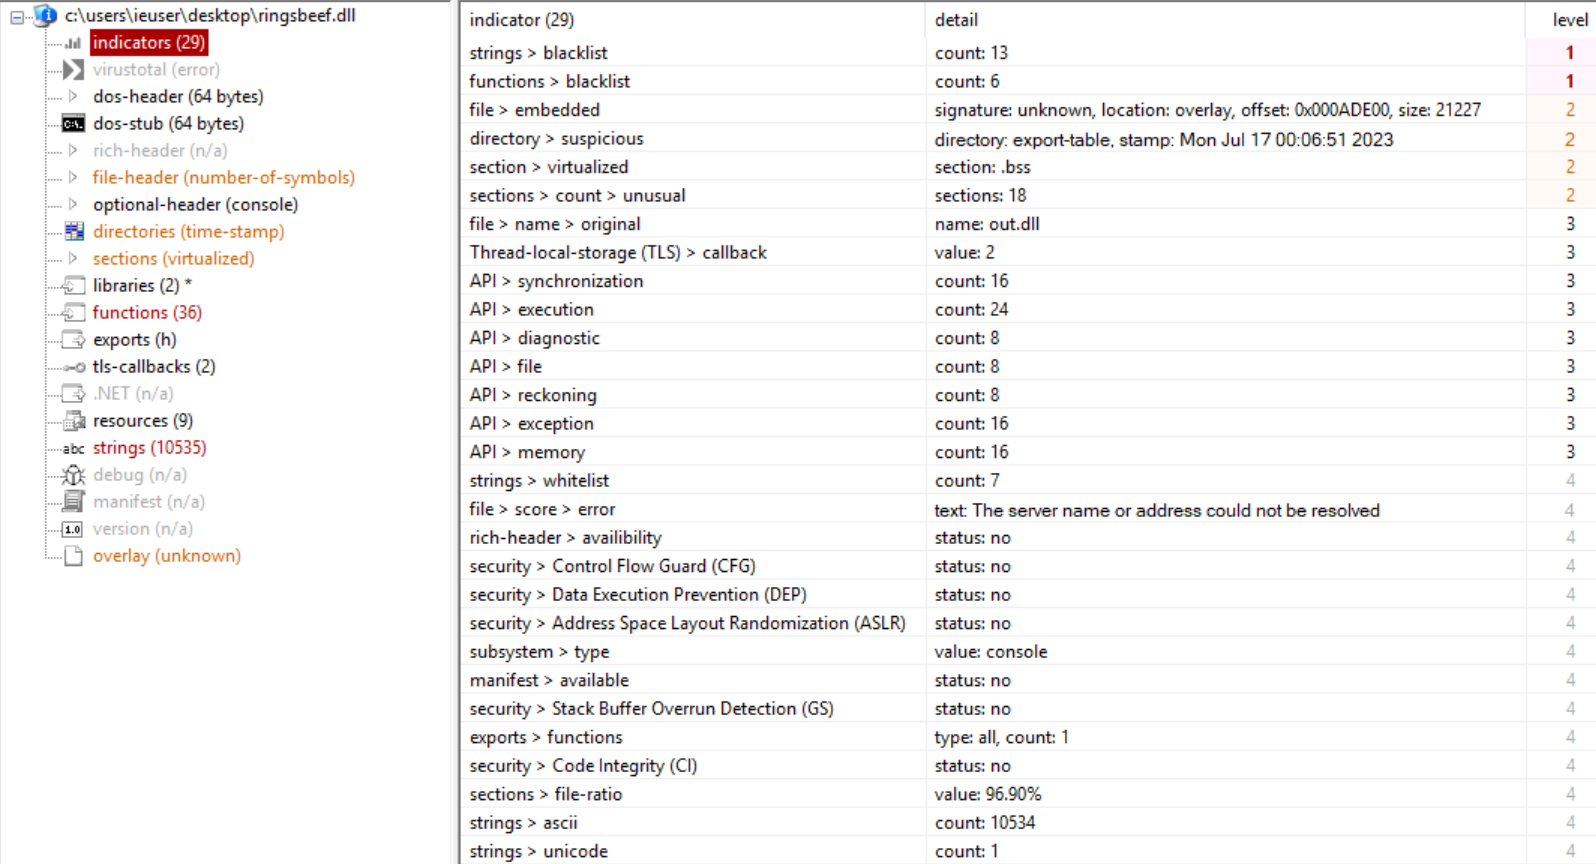 c:\users\ieuser\desktop\ringsbeef.dll
indicators (29)
virustotal (error)
dos-header (64 bytes)
dos-stub (64 bytes)
rich-header (n/a)
file-header (number-of-symbols)
optional-header (console)
directories (time-stamp)
sections (virtualized)
libraries (2) *
functions (36)
exports (h)
tls-callbacks (2)
.NET (n/a)
resources (9)
abc strings (10535)
debug (n/a)
manifest (n/a)
1.0 version (n/a)
overlay (unknown)
indicator (29) detail level
strings > blacklist count: 13 1
functions > blacklist count: 6 1
file > embedded signature: unknown, location: overlay, offset: 0x000ADE00, size: 21227 2
directory > suspicious directory: export-table, stamp: Mon Jul 17 00:06:51 2023 2
section > virtualized section: .bss 2
sections > count > unusual sections: 18 2
file > name > original name: out.dll 3
Thread-local-storage (TLS) > callback value: 2 3
API > synchronization count: 16 3
API > execution count: 24 3
API > diagnostic count: 8 3
API > file count: 8 3
API > reckoning count: 8 3
API > exception count: 16 3
API > memory count: 16 3
strings > whitelist count: 7 4
file > score > error text: The server name or address could not be resolved 4
rich-header > availibility status: no 4
security > Control Flow Guard (CFG) status: no 4
security > Data Execution Prevention (DEP) status: no 4
security > Address Space Layout Randomization (ASLR) status: no 4
subsystem > type value: console 4
manifest > available status: no 4
security > Stack Buffer Overrun Detection (GS) status: no 4
exports > functions type: all, count: 1 4
security > Code Integrity (CI) status: no 4
sections > file-ratio value: 96.90% 4
strings > ascii count: 10534 4
strings > unicode count: 1 4